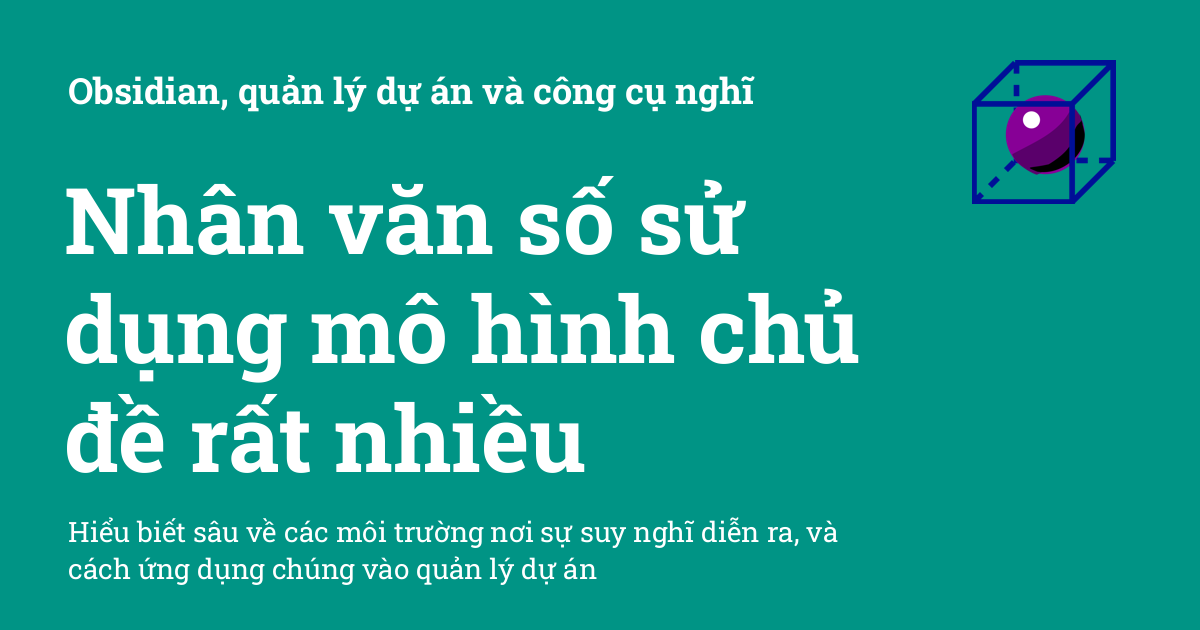 Obsidian, quản lý dự án và công cụ nghĩ
Nhân văn số sử
dụng mô hình chủ
đề rất nhiều
Hiểu biết sâu về các môi trường nơi sự suy nghĩ diễn ra, và
cách ứng dụng chúng vào quản lý dự án